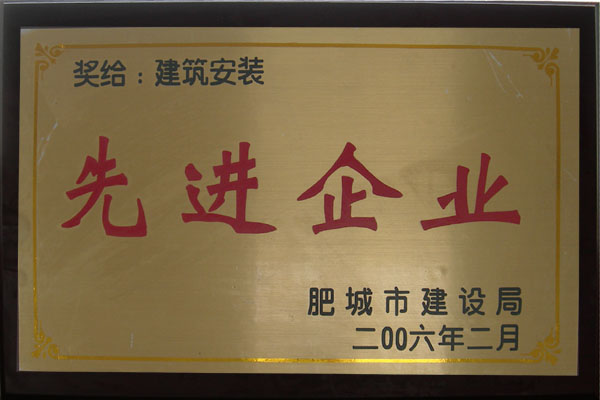 奖给：建筑安装
先进企业
肥城市建设局
二00六年二月